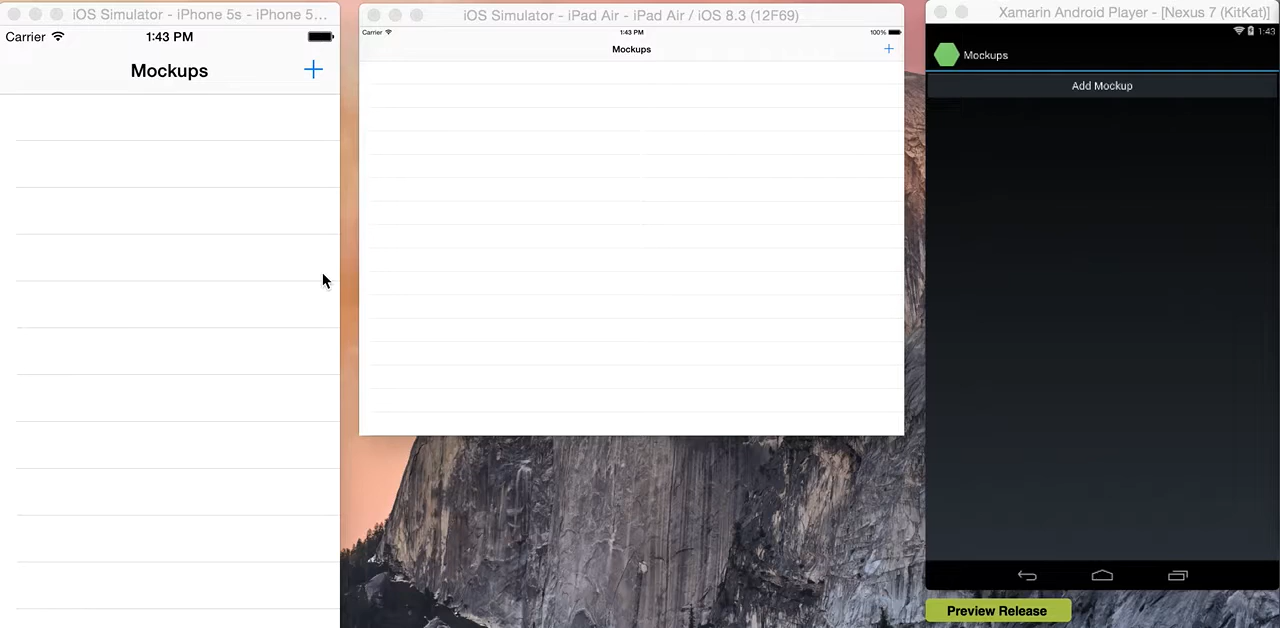 iOS Simulator - iPhone 5s - iPhone 5...
Carrier 1:43 PM
Mockups +
iOS Simulator - iPad Air - iPad Air / iOS 8.3 (12F69)
Carrier 1:43 PM 100%
Mockups +
Xamarin Android Player - [Nexus 7 (KitKat)]
1:43
Mockups
Add Mockup
Preview Release